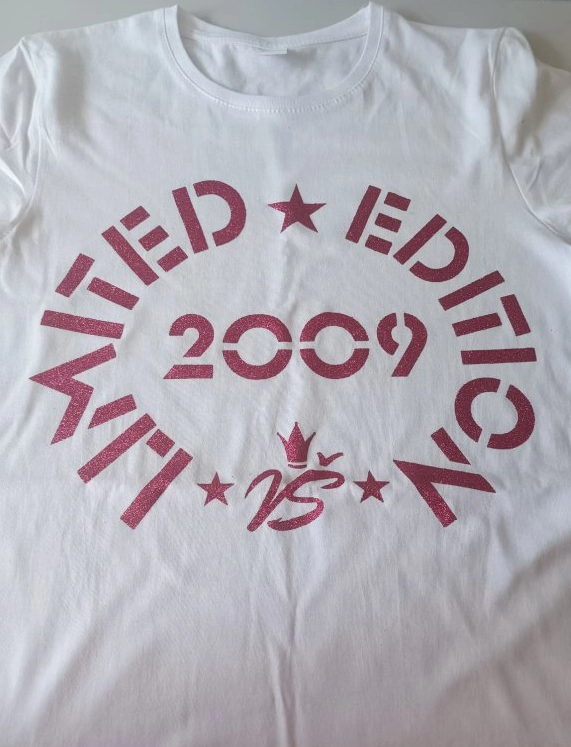 LIMITED ★ EDITION
2009
★ VŠ ★